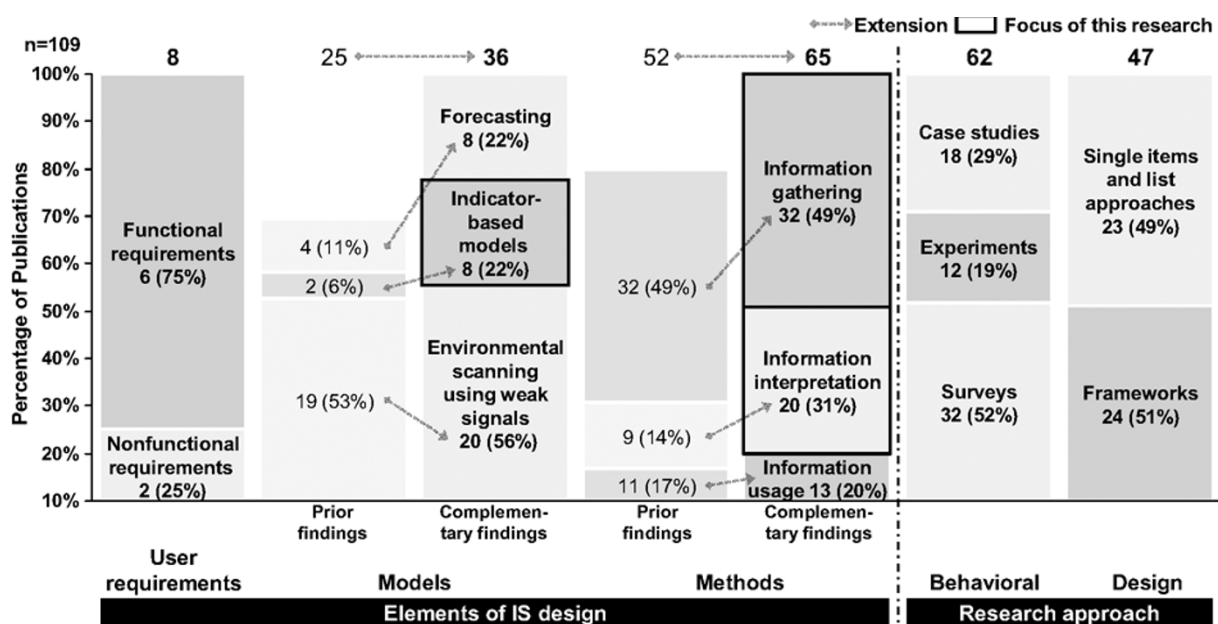 Extension
Focus of this research
n=109
8
25
36
52
65
62
47
Percentage of Publications
100%
90%
80%
70%
60%
50%
40%
30%
20%
10%
Functional
requirements
6 (75%)
Nonfunctional
requirements
2 (25%)
4 (11%)
2 (6%)
19 (53%)
Forecasting
8 (22%)
Indicator-
based
models
8 (22%)
Environmental
scanning
using weak
signals
20 (56%)
32 (49%)
9 (14%)
11 (17%)
Information
gathering
32 (49%)
Information
interpretation
20 (31%)
Information
usage 13 (20%)
Case studies
18 (29%)
Experiments
12 (19%)
Surveys
32 (52%)
Single items
and list
approaches
23 (49%)
Frameworks
24 (51%)
Prior
findings
Complemen-
tary findings
Prior
findings
Complemen-
tary findings
User
requirements
Models
Methods
Behavioral
Design
Elements of IS design
Research approach